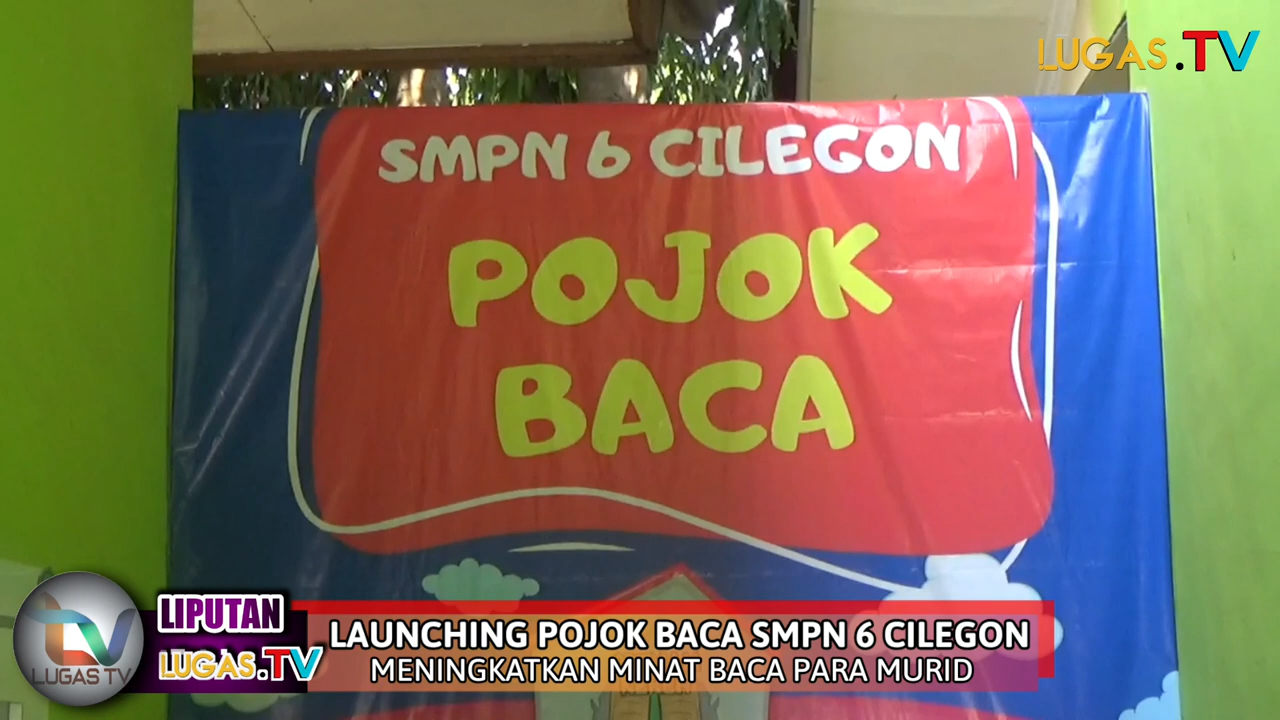 LUGAS.TV
SMPN 6 CILEGON
POJOK
BACA
LIPUTAN
LUGAS.TV
LUGAS TV
LAUNCHING POJOK BACA SMPN 6 CILEGON
MENINGKATKAN MINAT BACA PARA MURID